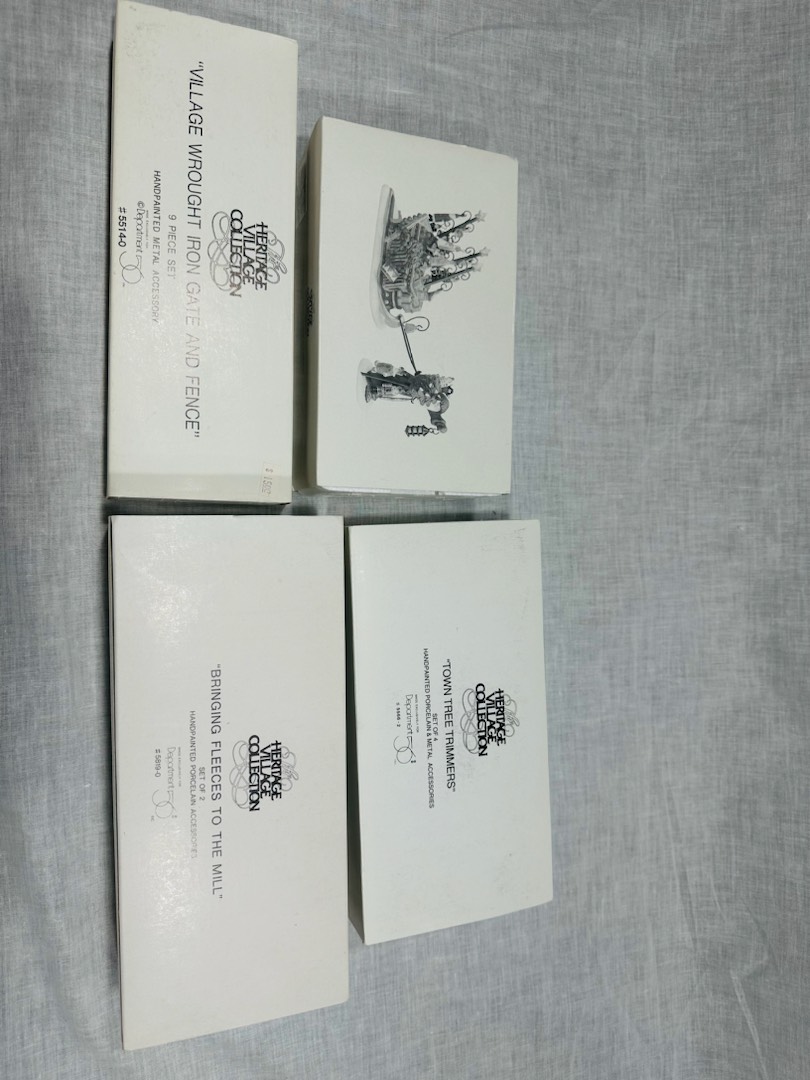 HERITAGE
VILLAGE
COLLECTION
"VILLAGE WROUGHT IRON GATE AND FENCE"
9 PIECE SET
HANDPAINTED METAL ACCESSORY
©Department 56
# 5514-0
HERITAGE
VILLAGE
COLLECTION
"BRINGING FLEECES TO THE MILL"
SET OF 2
HANDPAINTED PORCELAIN ACCESSORIES
Department 56
# 5819-0
HERITAGE
VILLAGE
COLLECTION
"TOWN TREE TRIMMERS"
SET OF 4
HANDPAINTED PORCELAIN & METAL ACCESSORIES
Department 56